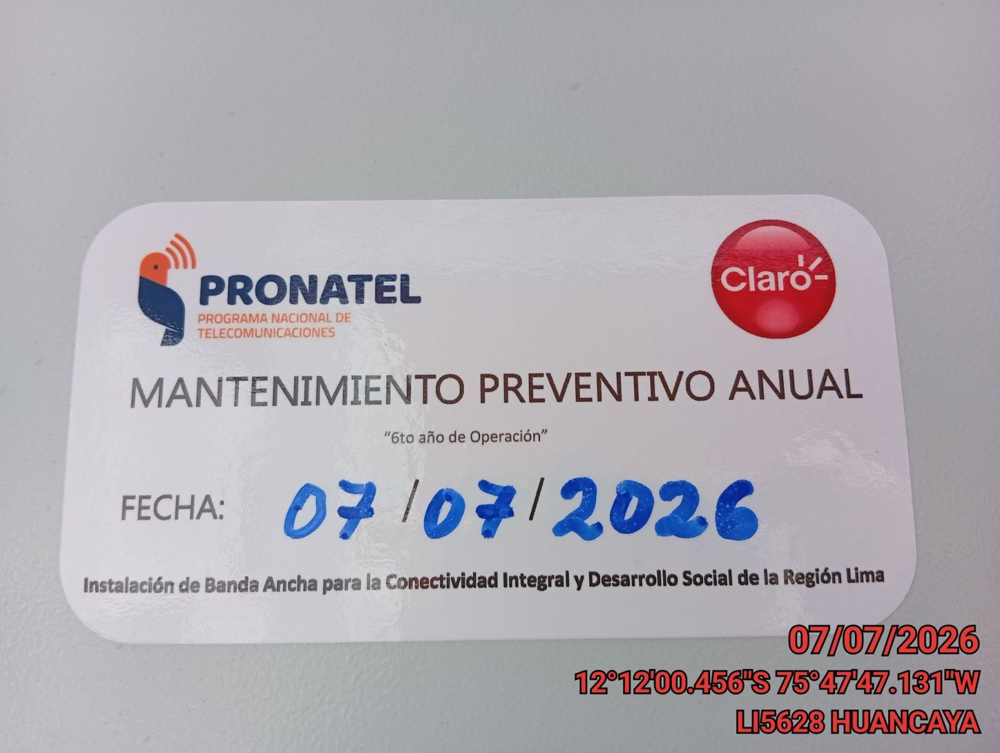 PRONATEL
PROGRAMA NACIONAL DE
TELECOMUNICACIONES
Claro
MANTENIMIENTO PREVENTIVO ANUAL
“6to año de Operación”
FECHA: 07/07/2026
Instalación de Banda Ancha para la Conectividad Integral y Desarrollo Social de la Región Lima
07/07/2026
12°12'00.456"S 75°47'47.131"W
LI5628 HUANCAYA